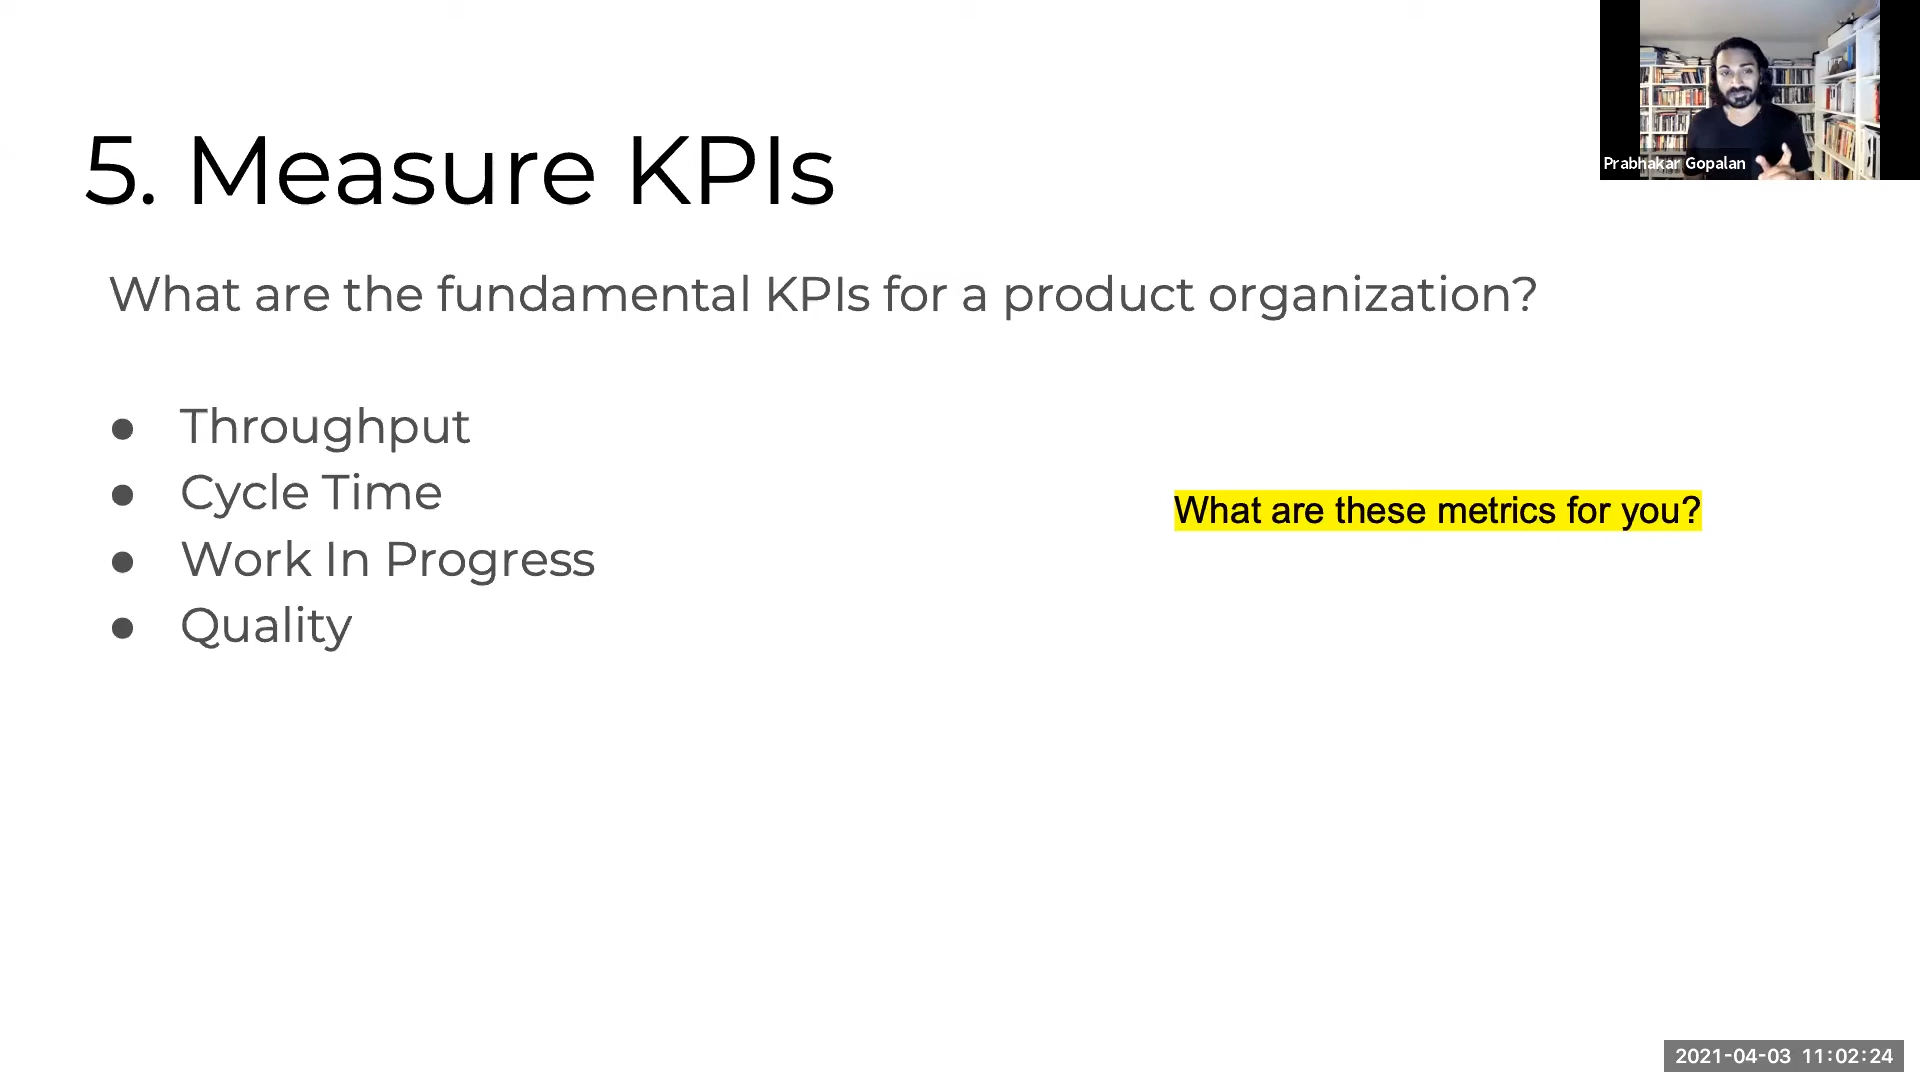 5. Measure KPIs
Prabhakar Gopalan
What are the fundamental KPIs for a product organization?
● Throughput
● Cycle Time
● Work In Progress
● Quality
What are these metrics for you?
2021-04-03 11:02:24